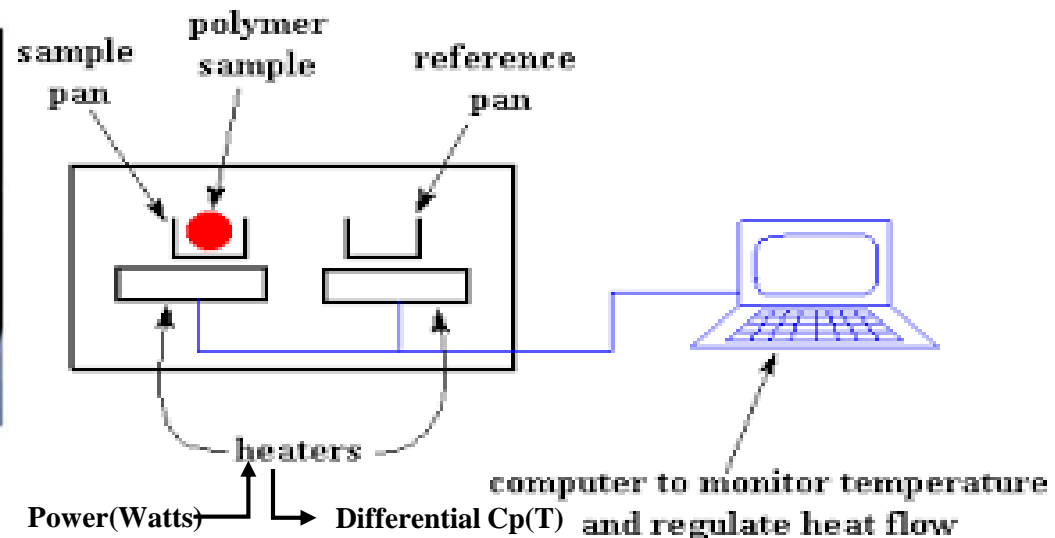 sample
pan
polymer
sample
reference
pan
heaters
Power(Watts)
Differential Cp(T)
computer to monitor temperature
and regulate heat flow